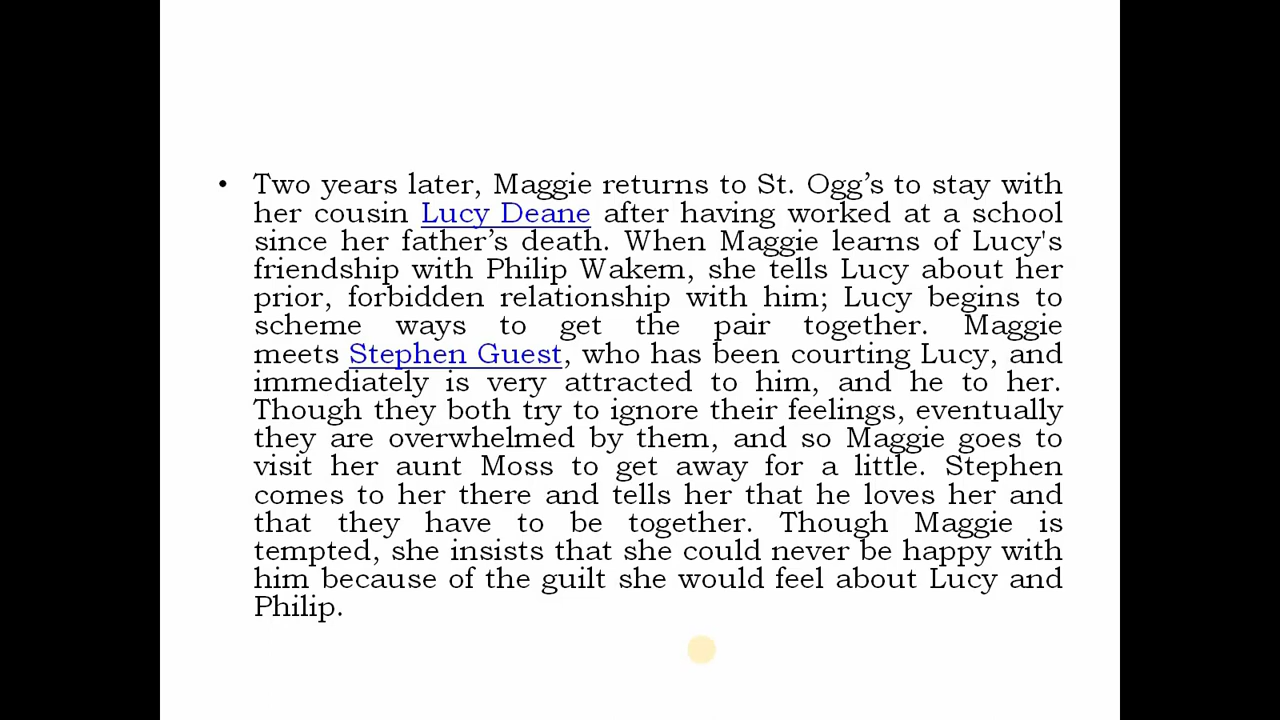 • Two years later, Maggie returns to St. Ogg’s to stay with
her cousin Lucy Deane after having worked at a school
since her father’s death. When Maggie learns of Lucy's
friendship with Philip Wakem, she tells Lucy about her
prior, forbidden relationship with him; Lucy begins to
scheme ways to get the pair together. Maggie
meets Stephen Guest, who has been courting Lucy, and
immediately is very attracted to him, and he to her.
Though they both try to ignore their feelings, eventually
they are overwhelmed by them, and so Maggie goes to
visit her aunt Moss to get away for a little. Stephen
comes to her there and tells her that he loves her and
that they have to be together. Though Maggie is
tempted, she insists that she could never be happy with
him because of the guilt she would feel about Lucy and
Philip.